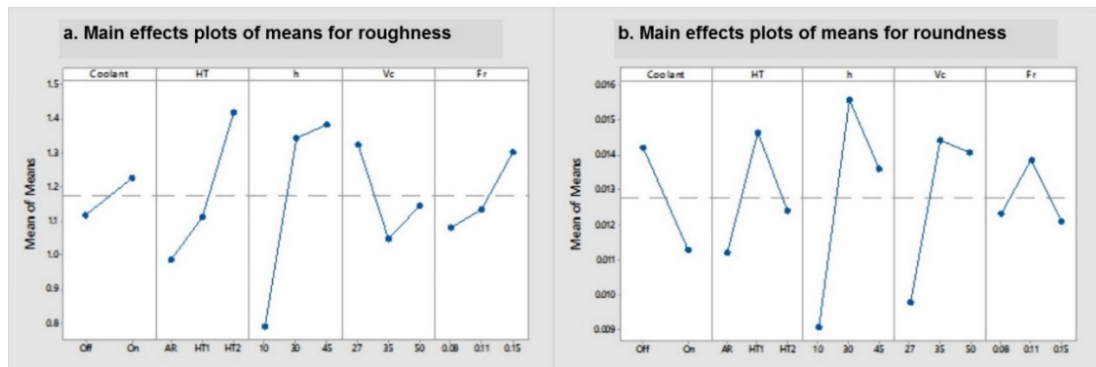 a. Main effects plots of means for roughness
Coolant HT h Vc Fr
1.5
1.4
1.3
1.2
1.1
1.0
0.9
0.8
Mean of Means
Off On AR HT1 HT2 10 30 45 27 35 50 0.08 0.11 0.15
b. Main effects plots of means for roundness
Coolant HT h Vc Fr
0.016
0.015
0.014
0.013
0.012
0.011
0.010
0.009
Mean of Means
Off On AR HT1 HT2 10 30 45 27 35 50 0.08 0.11 0.15